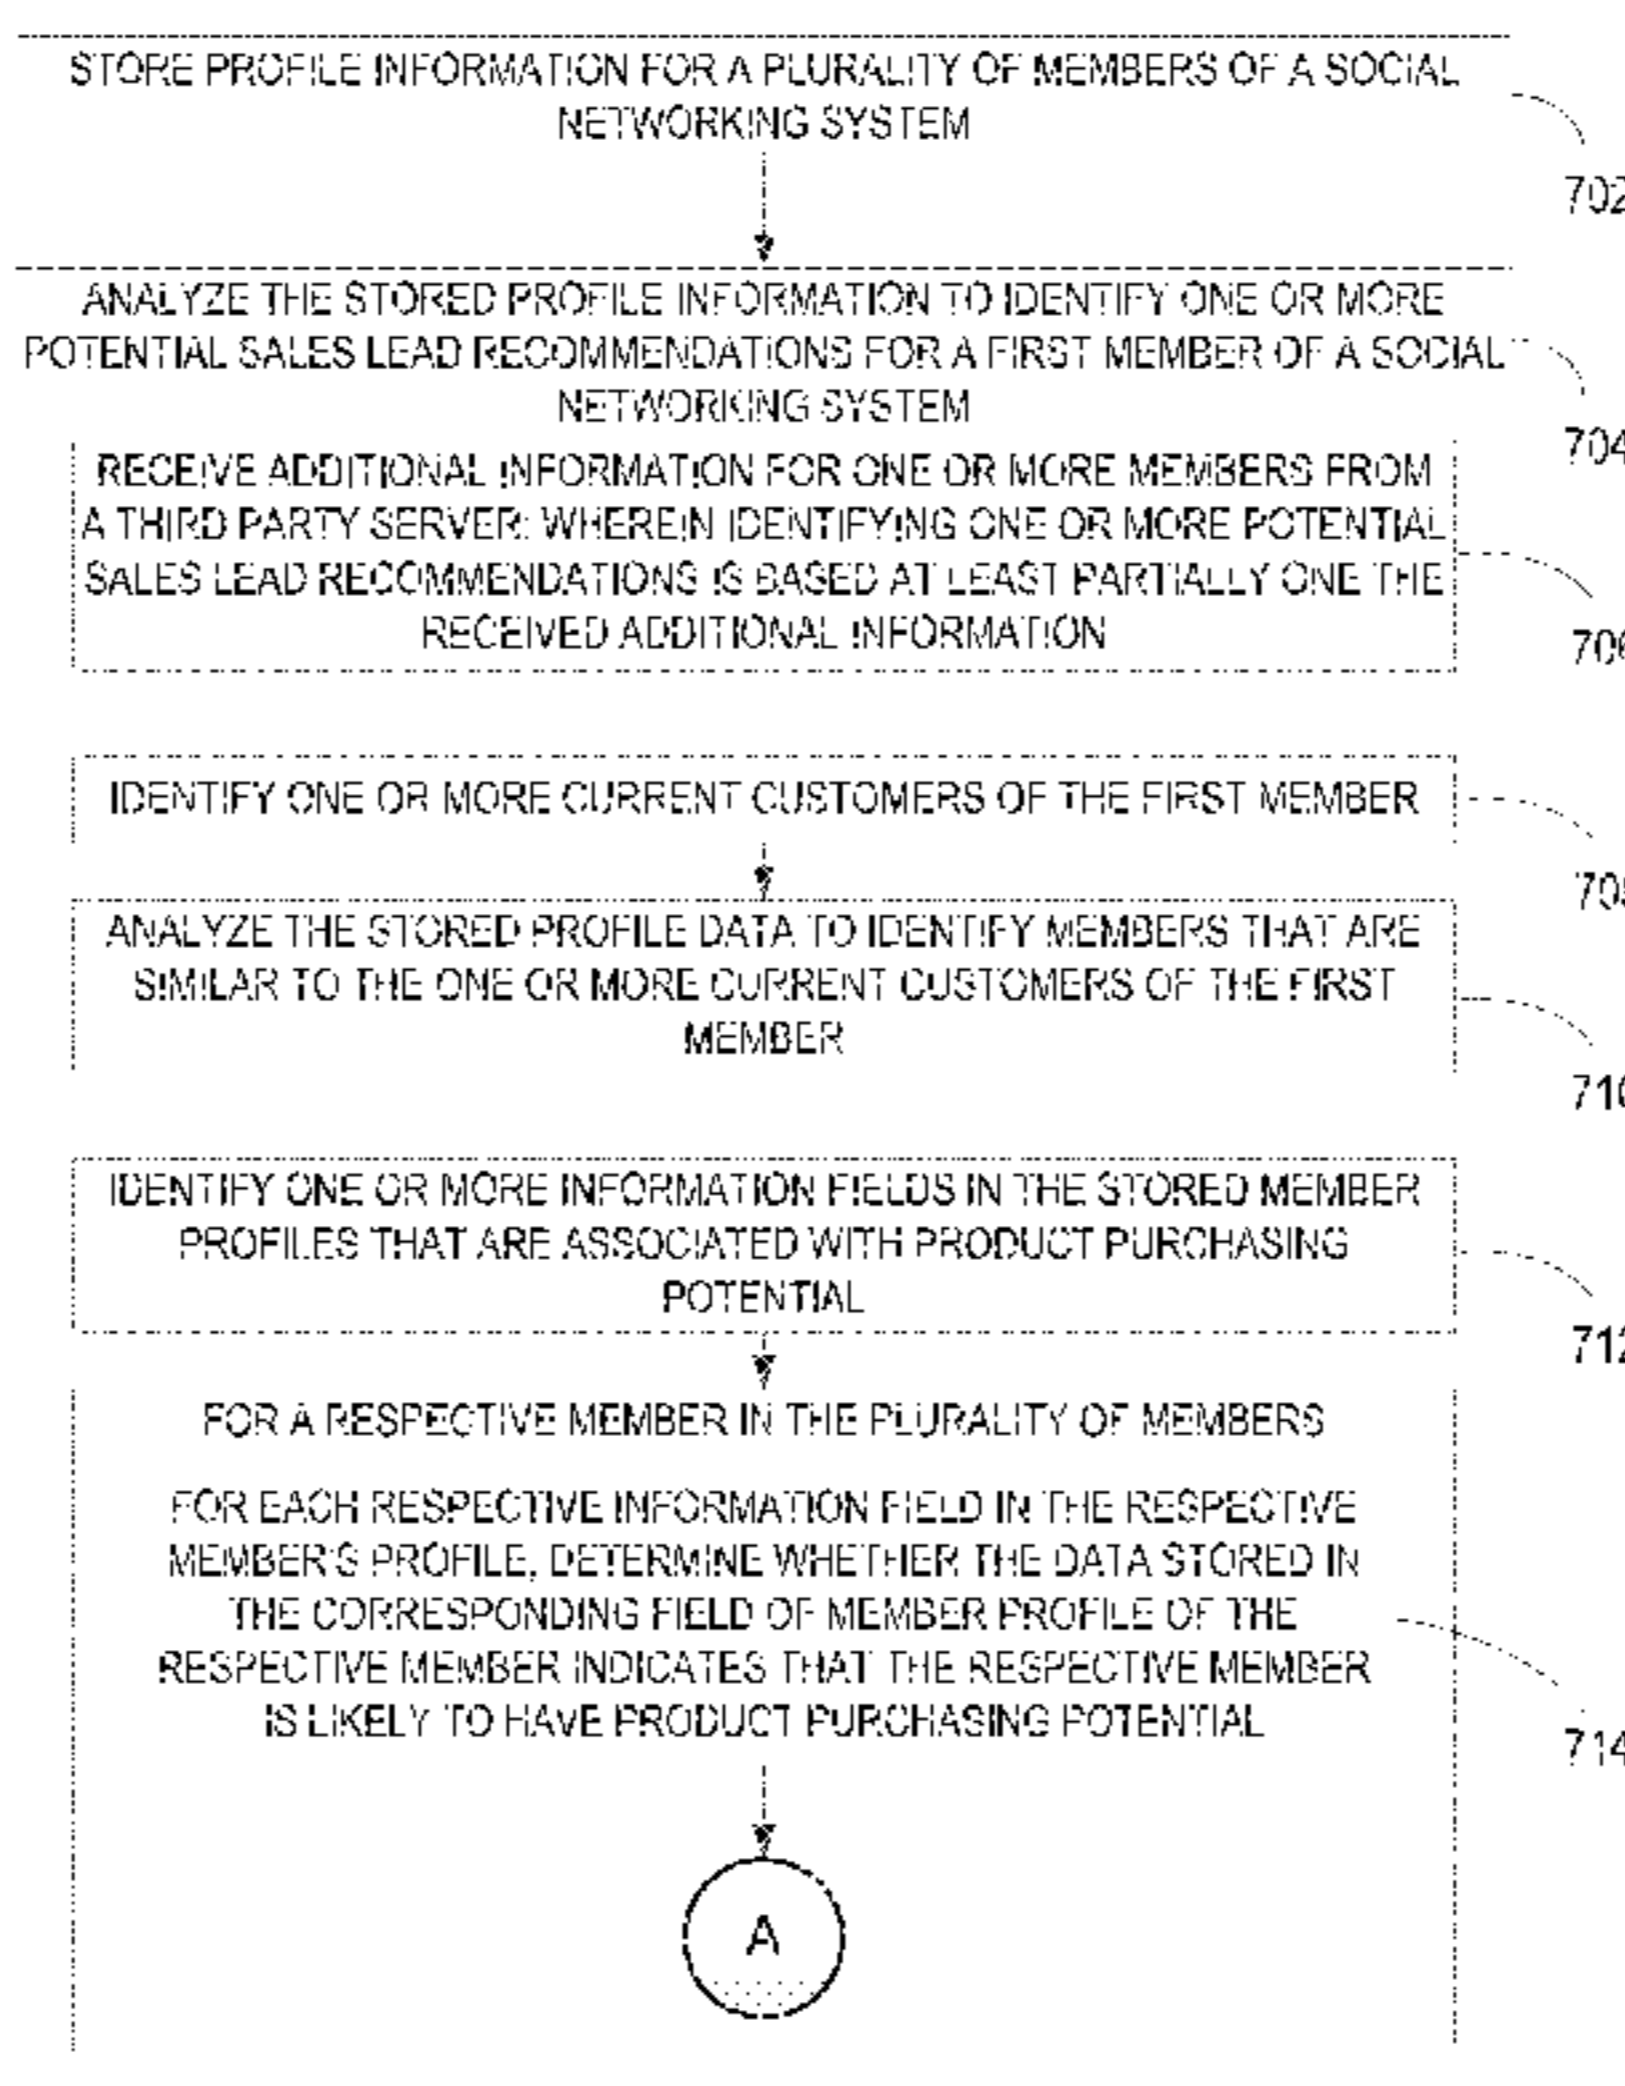 STORE PROFILE INFORMATION FOR A PLURALITY OF MEMBERS OF A SOCIAL
NETWORKING SYSTEM
702
ANALYZE THE STORED PROFILE INFORMATION TO IDENTIFY ONE OR MORE
POTENTIAL SALES LEAD RECOMMENDATIONS FOR A FIRST MEMBER OF A SOCIAL
NETWORKING SYSTEM
704
RECEIVE ADDITIONAL INFORMATION FOR ONE OR MORE MEMBERS FROM
A THIRD PARTY SERVER; WHEREIN IDENTIFYING ONE OR MORE POTENTIAL
SALES LEAD RECOMMENDATIONS IS BASED AT LEAST PARTIALLY ONE THE
RECEIVED ADDITIONAL INFORMATION
706
IDENTIFY ONE OR MORE CURRENT CUSTOMERS OF THE FIRST MEMBER
708
ANALYZE THE STORED PROFILE DATA TO IDENTIFY MEMBERS THAT ARE
SIMILAR TO THE ONE OR MORE CURRENT CUSTOMERS OF THE FIRST
MEMBER
710
IDENTIFY ONE OR MORE INFORMATION FIELDS IN THE STORED MEMBER
PROFILES THAT ARE ASSOCIATED WITH PRODUCT PURCHASING
POTENTIAL
712
FOR A RESPECTIVE MEMBER IN THE PLURALITY OF MEMBERS
FOR EACH RESPECTIVE INFORMATION FIELD IN THE RESPECTIVE
MEMBER'S PROFILE, DETERMINE WHETHER THE DATA STORED IN
THE CORRESPONDING FIELD OF MEMBER PROFILE OF THE
RESPECTIVE MEMBER INDICATES THAT THE RESPECTIVE MEMBER
IS LIKELY TO HAVE PRODUCT PURCHASING POTENTIAL
714
A